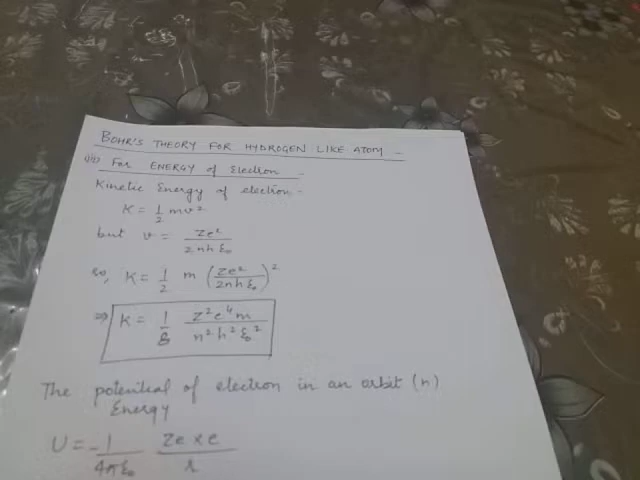 BOHR'S THEORY FOR HYDROGEN LIKE ATOM -
(iii) For ENERGY of Electron -
Kinetic Energy of electron -
K = 1/2 mv²
but v = Ze²/2nhε₀
so, K = 1/2 m (Ze²/2nhε₀)²
⇒ K = 1/8 Z²e⁴m/n²h²ε₀²
The potential of electron in an orbit (n)
Energy
U = -1/4πε₀ Ze×e/r